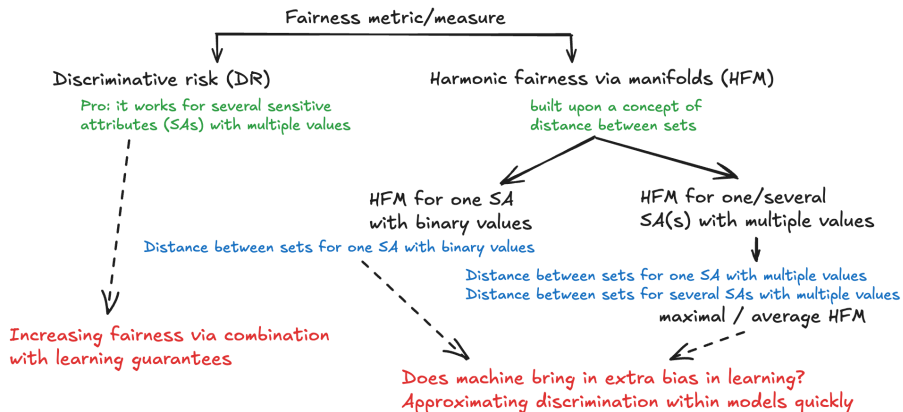 Fairness metric/measure
Discriminative risk (DR)
Pro: it works for several sensitive
attributes (SAs) with multiple values
Harmonic fairness via manifolds (HFM)
built upon a concept of
distance between sets
HFM for one SA
with binary values
Distance between sets for one SA with binary values
HFM for one/several
SA(s) with multiple values
Distance between sets for one SA with multiple values
Distance between sets for several SAs with multiple values
maximal / average HFM
Increasing fairness via combination
with learning guarantees
Does machine bring in extra bias in learning?
Approximating discrimination within models quickly